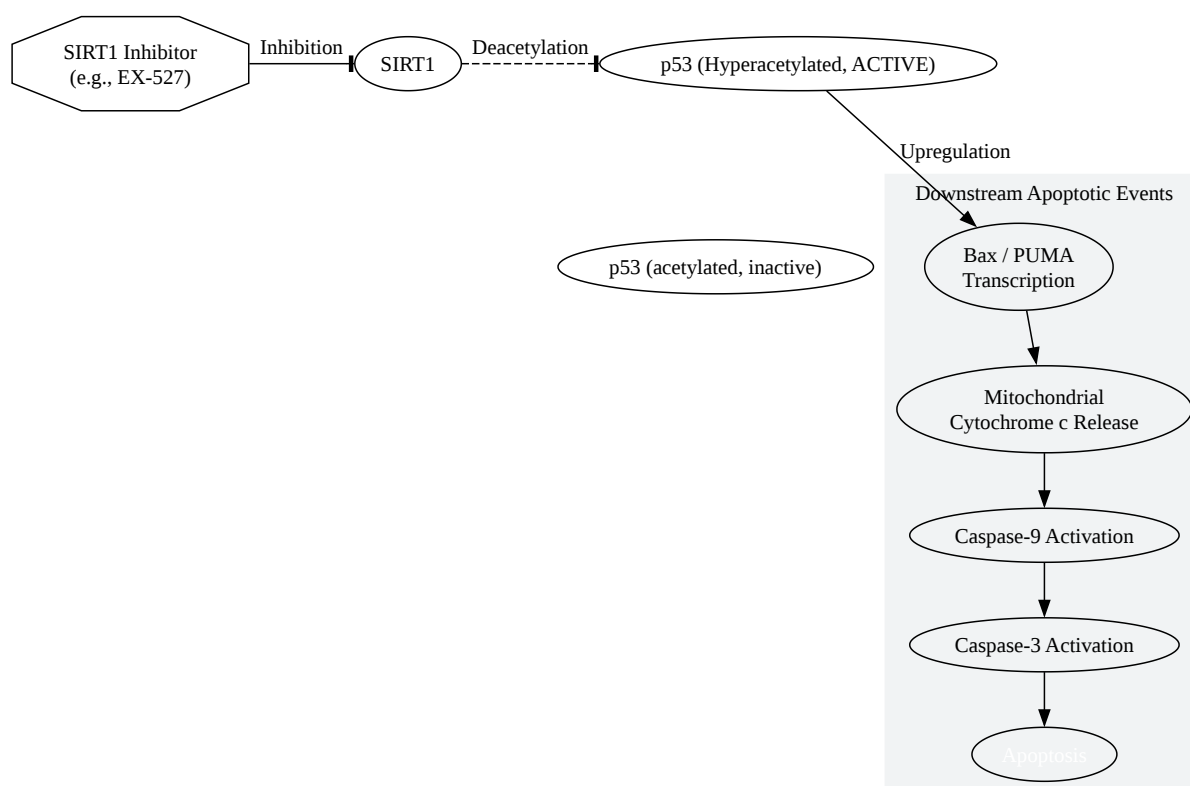 SIRT1 Inhibitor
(e.g., EX-527)
Inhibition
SIRT1
Deacetylation
p53 (Hyperacetylated, ACTIVE)
Upregulation
Downstream Apoptotic Events
p53 (acetylated, inactive)
Bax / PUMA
Transcription
Mitochondrial
Cytochrome c Release
Caspase-9 Activation
Caspase-3 Activation
Apoptosis